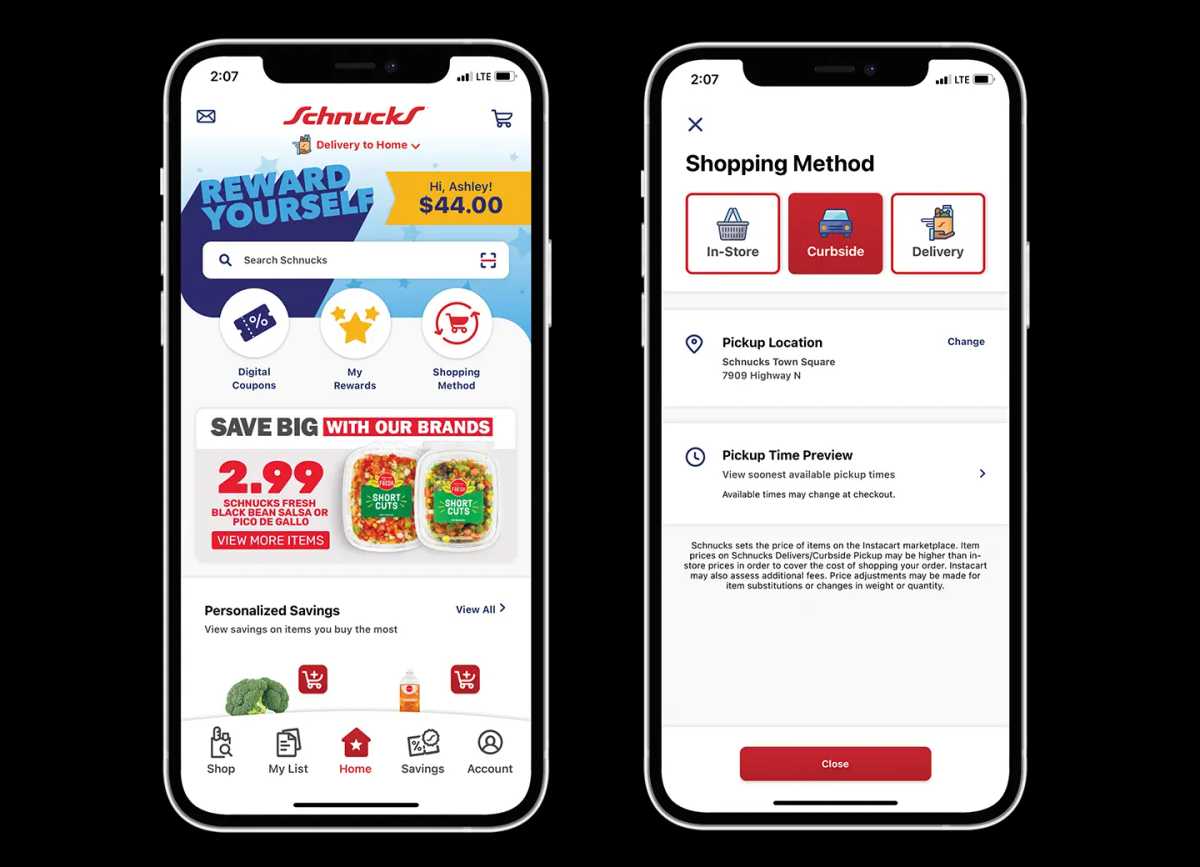 2:07
LTE
Schnucks
Delivery to Home
REWARD
YOURSELF
Hi, Ashley!
$44.00
Search Schnucks
%
Digital
Coupons
My
Rewards
Shopping
Method
SAVE BIG WITH OUR BRANDS
2.99
SCHNUCKS FRESH
BLACK BEAN SALSA OR
PICO DE GALLO
VIEW MORE ITEMS
FRESH
SHORT
CUTS
FRESH
SHORT
CUTS
Personalized Savings
View All
View savings on items you buy the most
%
Shop
My List
Home
Savings
Account
2:07
LTE
Shopping Method
In-Store
Curbside
Delivery
Pickup Location
Change
Schnucks Town Square
7909 Highway N
Pickup Time Preview
View soonest available pickup times
Available times may change at checkout.
Schnucks sets the price of items on the Instacart marketplace. Item
prices on Schnucks Delivers/Curbside Pickup may be higher than in-
store prices in order to cover the cost of shopping your order. Instacart
may also assess additional fees. Price adjustments may be made for
item substitutions or changes in weight or quantity.
Close